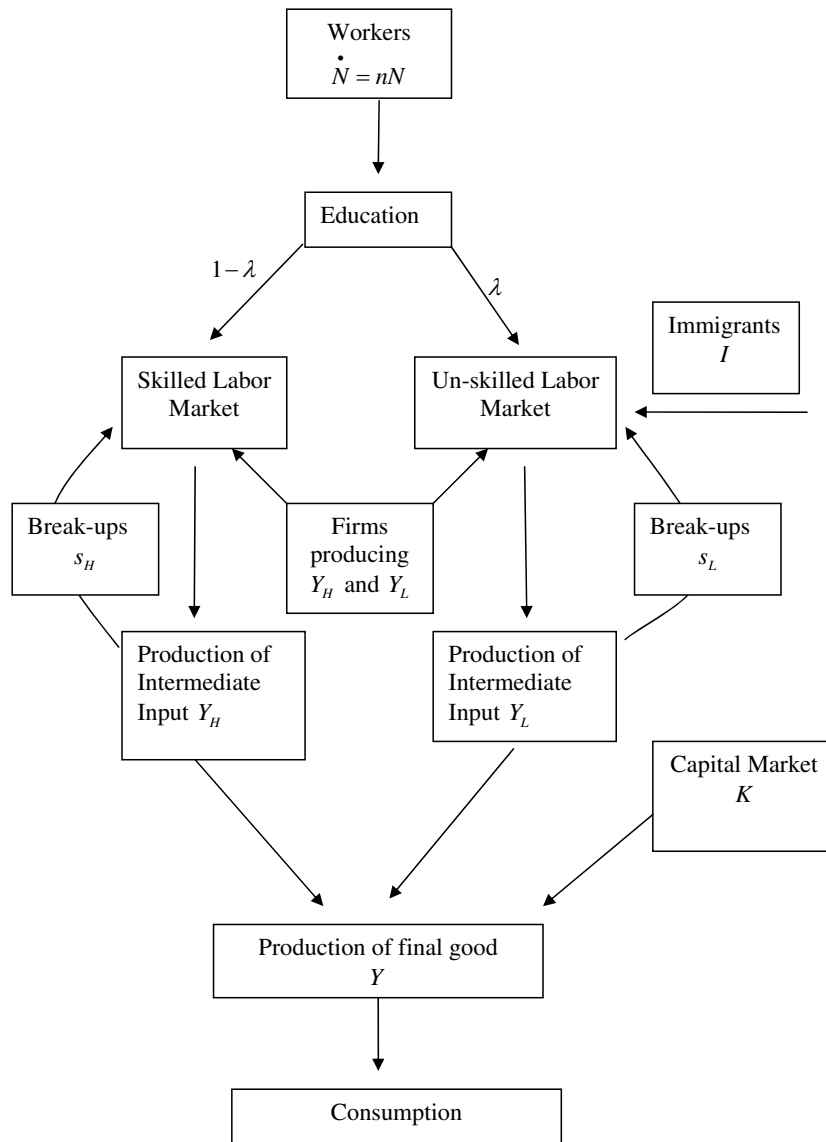 Workers
Ṅ = nN
Education
1 − λ
λ
Immigrants
I
Skilled Labor
Market
Un-skilled Labor
Market
Break-ups
s_H
Firms
producing
Y_H and Y_L
Break-ups
s_L
Production of
Intermediate
Input Y_H
Production of
Intermediate
Input Y_L
Capital Market
K
Production of final good
Y
Consumption